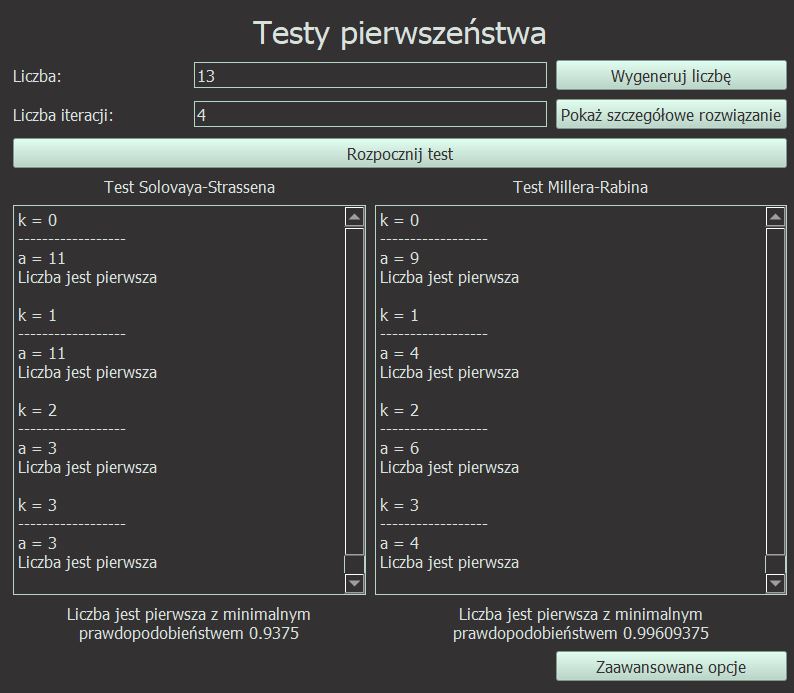 Testy pierwszeństwa
Liczba:
13
Wygeneruj liczbę
Liczba iteracji:
4
Pokaż szczegółowe rozwiązanie
Rozpocznij test
Test Solovaya-Strassena
k = 0
------------------
a = 11
Liczba jest pierwsza
k = 1
------------------
a = 11
Liczba jest pierwsza
k = 2
------------------
a = 3
Liczba jest pierwsza
k = 3
------------------
a = 3
Liczba jest pierwsza
Liczba jest pierwsza z minimalnym
prawdopodobieństwem 0.9375
Test Millera-Rabina
k = 0
------------------
a = 9
Liczba jest pierwsza
k = 1
------------------
a = 4
Liczba jest pierwsza
k = 2
------------------
a = 6
Liczba jest pierwsza
k = 3
------------------
a = 4
Liczba jest pierwsza
Liczba jest pierwsza z minimalnym
prawdopodobieństwem 0.99609375
Zaawansowane opcje